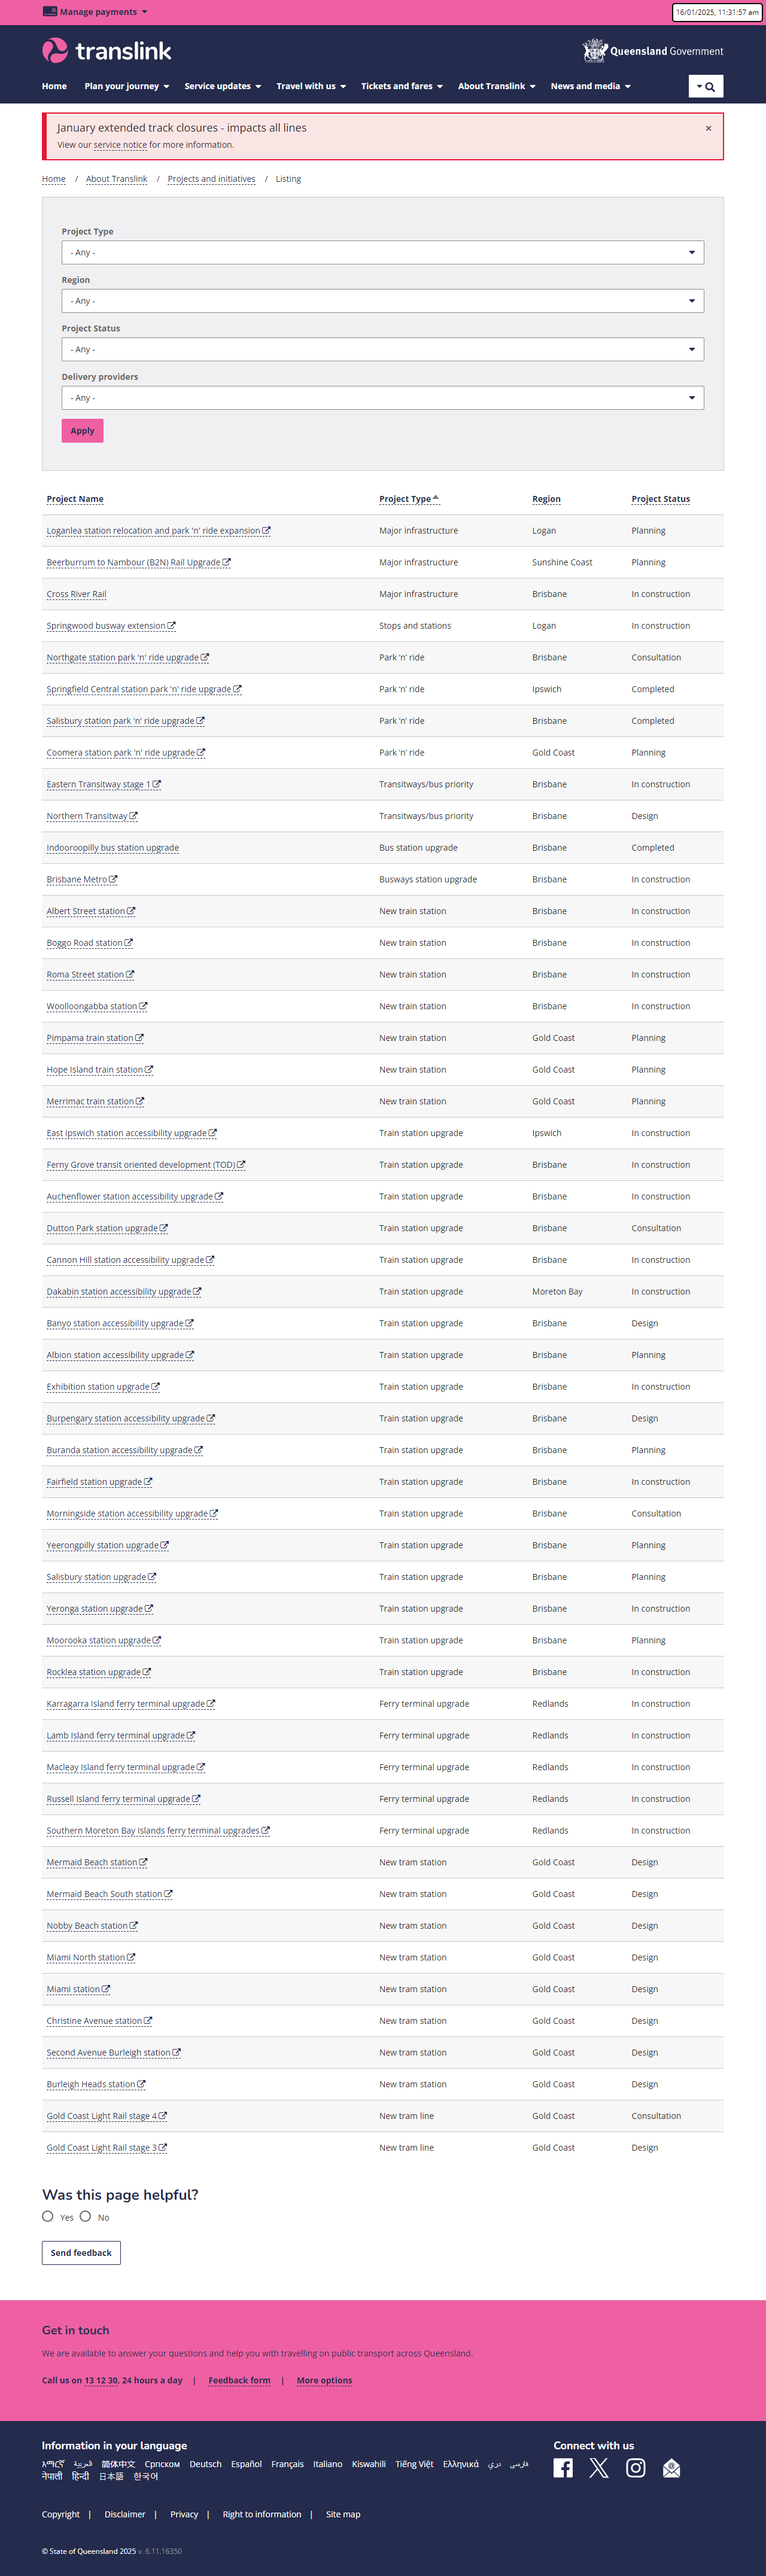 Manage payments
16/01/2025, 11:31:57 am
translink
Queensland Government
Home Plan your journey Service updates Travel with us Tickets and fares About Translink News and media
January extended track closures - impacts all lines ×
View our service notice for more information.
Home / About Translink / Projects and initiatives / Listing
Project Type
- Any -
Region
- Any -
Project Status
- Any -
Delivery providers
- Any -
Apply
Project Name Project Type Region Project Status
Loganlea station relocation and park 'n' ride expansion Major infrastructure Logan Planning
Beerburrum to Nambour (B2N) Rail Upgrade Major infrastructure Sunshine Coast Planning
Cross River Rail Major infrastructure Brisbane In construction
Springwood busway extension Stops and stations Logan In construction
Northgate station park 'n' ride upgrade Park 'n' ride Brisbane Consultation
Springfield Central station park 'n' ride upgrade Park 'n' ride Ipswich Completed
Salisbury station park 'n' ride upgrade Park 'n' ride Brisbane Completed
Coomera station park 'n' ride upgrade Park 'n' ride Gold Coast Planning
Eastern Transitway stage 1 Transitways/bus priority Brisbane In construction
Northern Transitway Transitways/bus priority Brisbane Design
Indooroopilly bus station upgrade Bus station upgrade Brisbane Completed
Brisbane Metro Busways station upgrade Brisbane In construction
Albert Street station New train station Brisbane In construction
Boggo Road station New train station Brisbane In construction
Roma Street station New train station Brisbane In construction
Woolloongabba station New train station Brisbane In construction
Pimpama train station New train station Gold Coast Planning
Hope Island train station New train station Gold Coast Planning
Merrimac train station New train station Gold Coast Planning
East Ipswich station accessibility upgrade Train station upgrade Ipswich In construction
Ferny Grove transit oriented development (TOD) Train station upgrade Brisbane In construction
Auchenflower station accessibility upgrade Train station upgrade Brisbane In construction
Dutton Park station upgrade Train station upgrade Brisbane Consultation
Cannon Hill station accessibility upgrade Train station upgrade Brisbane In construction
Dakabin station accessibility upgrade Train station upgrade Moreton Bay In construction
Banyo station accessibility upgrade Train station upgrade Brisbane Design
Albion station accessibility upgrade Train station upgrade Brisbane Planning
Exhibition station upgrade Train station upgrade Brisbane In construction
Burpengary station accessibility upgrade Train station upgrade Brisbane Design
Buranda station accessibility upgrade Train station upgrade Brisbane Planning
Fairfield station upgrade Train station upgrade Brisbane In construction
Morningside station accessibility upgrade Train station upgrade Brisbane Consultation
Yeerongpilly station upgrade Train station upgrade Brisbane Planning
Salisbury station upgrade Train station upgrade Brisbane Planning
Yeronga station upgrade Train station upgrade Brisbane In construction
Moorooka station upgrade Train station upgrade Brisbane Planning
Rocklea station upgrade Train station upgrade Brisbane In construction
Karragarra Island ferry terminal upgrade Ferry terminal upgrade Redlands In construction
Lamb Island ferry terminal upgrade Ferry terminal upgrade Redlands In construction
Macleay Island ferry terminal upgrade Ferry terminal upgrade Redlands In construction
Russell Island ferry terminal upgrade Ferry terminal upgrade Redlands In construction
Southern Moreton Bay Islands ferry terminal upgrades Ferry terminal upgrade Redlands In construction
Mermaid Beach station New tram station Gold Coast Design
Mermaid Beach South station New tram station Gold Coast Design
Nobby Beach station New tram station Gold Coast Design
Miami North station New tram station Gold Coast Design
Miami station New tram station Gold Coast Design
Christine Avenue station New tram station Gold Coast Design
Second Avenue Burleigh station New tram station Gold Coast Design
Burleigh Heads station New tram station Gold Coast Design
Gold Coast Light Rail stage 4 New tram line Gold Coast Consultation
Gold Coast Light Rail stage 3 New tram line Gold Coast Design
Was this page helpful?
Yes No
Send feedback
Get in touch
We are available to answer your questions and help you with travelling on public transport across Queensland.
Call us on 13 12 30, 24 hours a day | Feedback form | More options
Information in your language Connect with us
አማርኛ العربية 简体中文 Српском Deutsch Español Français Italiano Kiswahili Tiếng Việt Ελληνικά دری فارسی
नेपाली हिन्दी 日本語 한국어
Copyright | Disclaimer | Privacy | Right to information | Site map
© State of Queensland 2025 v. 6.11.16350